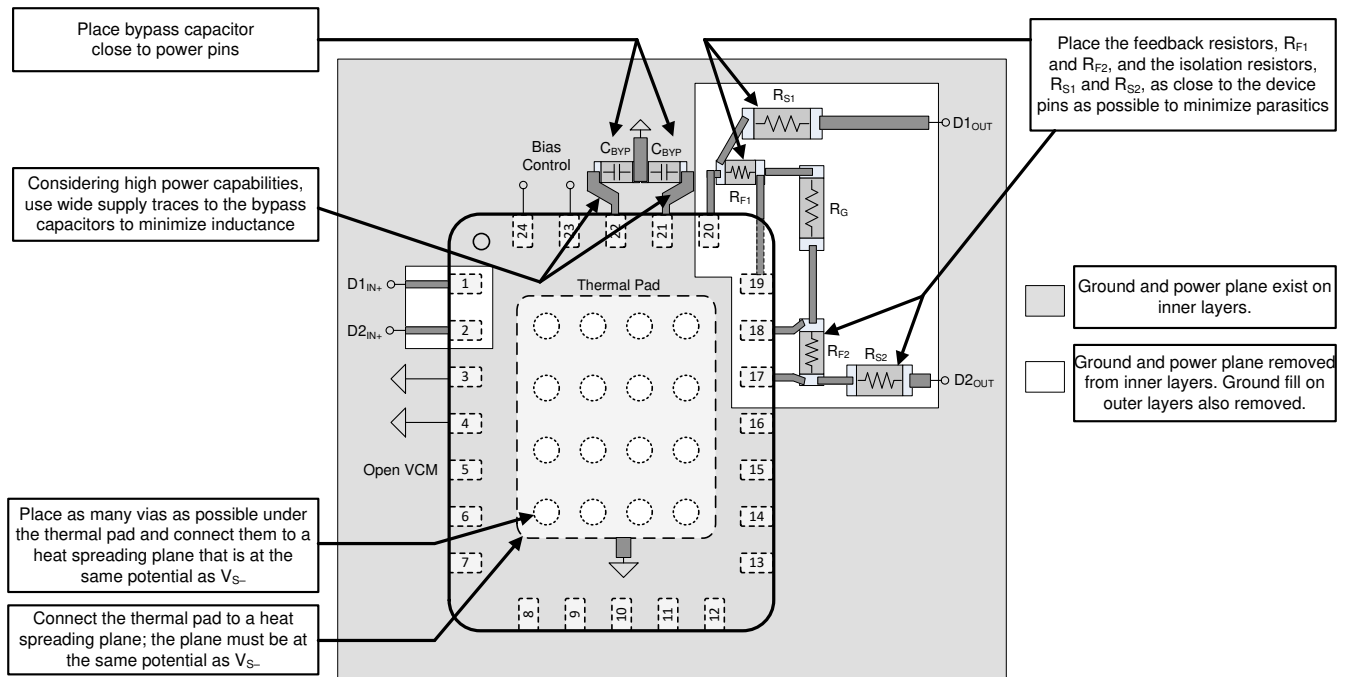 Place bypass capacitor
close to power pins
Considering high power capabilities,
use wide supply traces to the bypass
capacitors to minimize inductance
Place as many vias as possible under
the thermal pad and connect them to a
heat spreading plane that is at the
same potential as VS–
Connect the thermal pad to a heat
spreading plane; the plane must be at
the same potential as VS–
Bias
Control
CBYP
CBYP
RS1
D1OUT
RF1
RG
RF2
RS2
D2OUT
D1IN+
D2IN+
Open VCM
Thermal Pad
1
2
3
4
5
6
7
8
9
10
11
12
13
14
15
16
17
18
19
20
21
22
23
24
Place the feedback resistors, RF1
and RF2, and the isolation resistors,
RS1 and RS2, as close to the device
pins as possible to minimize parasitics
Ground and power plane exist on
inner layers.
Ground and power plane removed
from inner layers. Ground fill on
outer layers also removed.